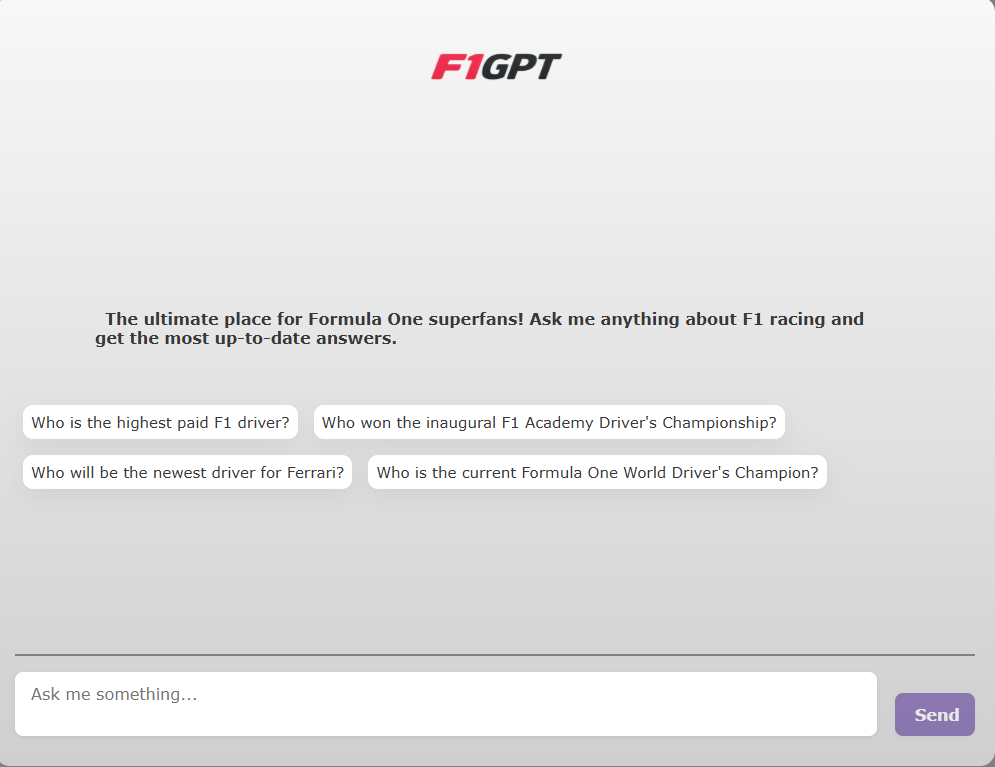 F1GPT
The ultimate place for Formula One superfans! Ask me anything about F1 racing and
get the most up-to-date answers.
Who is the highest paid F1 driver?
Who won the inaugural F1 Academy Driver's Championship?
Who will be the newest driver for Ferrari?
Who is the current Formula One World Driver's Champion?
Ask me something...
Send